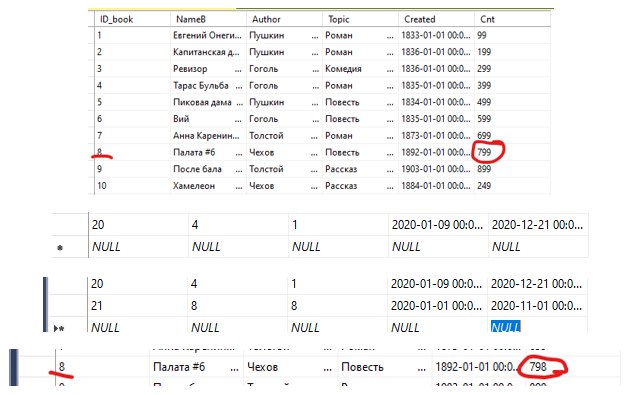 ID_book NameB Author Topic Created Cnt
1 Евгений Онеги... Пушкин ... Роман ... 1833-01-01 00:0... 99
2 Капитанская д... Пушкин ... Роман ... 1836-01-01 00:0... 199
3 Ревизор ... Гоголь ... Комедия ... 1836-01-01 00:0... 299
4 Тарас Бульба ... Гоголь ... Роман ... 1835-01-01 00:0... 399
5 Пиковая дама ... Пушкин ... Повесть ... 1834-01-01 00:0... 499
6 Вий ... Гоголь ... Повесть ... 1835-01-01 00:0... 599
7 Анна Каренин... Толстой ... Роман ... 1873-01-01 00:0... 699
8 Палата #6 ... Чехов ... Повесть ... 1892-01-01 00:0... 799
9 После бала ... Толстой ... Рассказ ... 1903-01-01 00:0... 899
10 Хамелеон ... Чехов ... Рассказ ... 1884-01-01 00:0... 249
20 4 1 2020-01-09 00:0... 2020-12-21 00:0...
* NULL NULL NULL NULL NULL
20 4 1 2020-01-09 00:0... 2020-12-21 00:0...
21 8 8 2020-01-01 00:0... 2020-11-01 00:0...
▸* NULL NULL NULL NULL NULL
8 Палата #6 ... Чехов ... Повесть ... 1892-01-01 00:0... 798